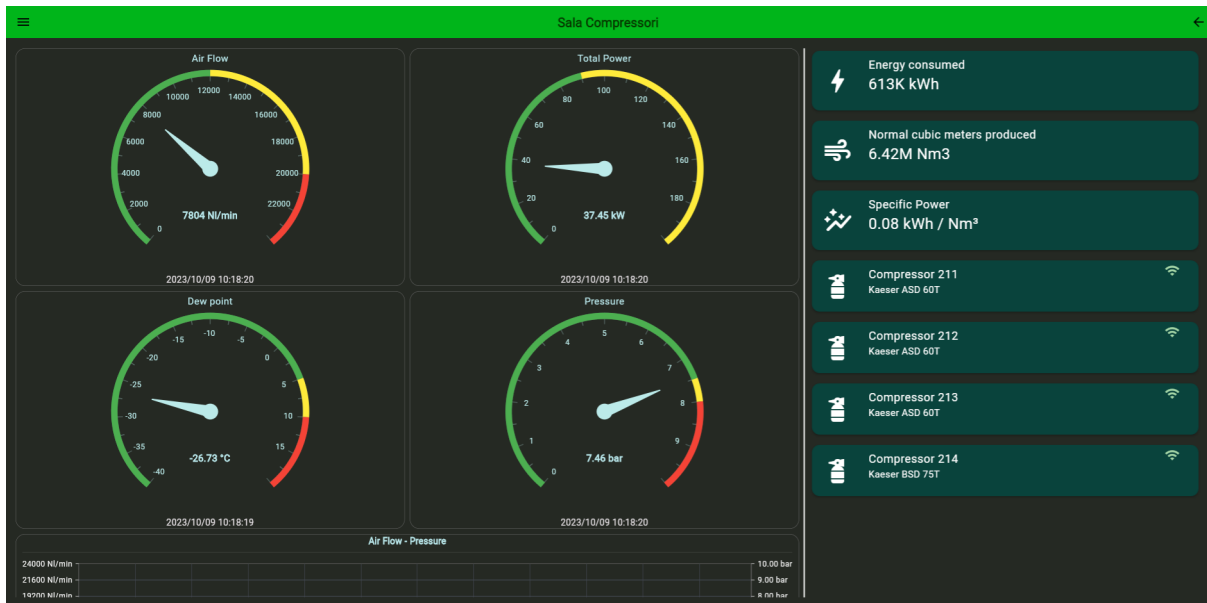 Sala Compressori
Air Flow
0
2000
4000
6000
8000
10000
12000
14000
16000
18000
20000
22000
7804 Nl/min
2023/10/09 10:18:20
Total Power
0
20
40
60
80
100
120
140
160
180
37.45 kW
2023/10/09 10:18:20
Dew point
-40
-35
-30
-25
-20
-15
-10
-5
0
5
10
15
-26.73 °C
2023/10/09 10:18:19
Pressure
0
1
2
3
4
5
6
7
8
9
7.46 bar
2023/10/09 10:18:20
Air Flow - Pressure
24000 Nl/min
21600 Nl/min
19200 Nl/min
10.00 bar
9.00 bar
8.00 bar
Energy consumed
613K kWh
Normal cubic meters produced
6.42M Nm3
Specific Power
0.08 kWh / Nm³
Compressor 211
Kaeser ASD 60T
Compressor 212
Kaeser ASD 60T
Compressor 213
Kaeser ASD 60T
Compressor 214
Kaeser BSD 75T